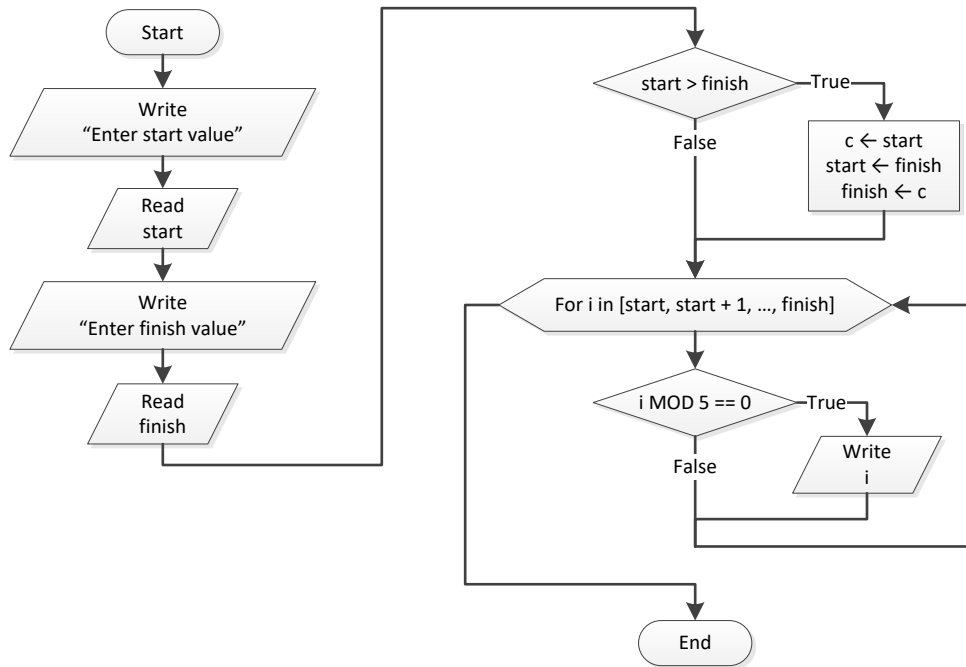 Start
Write
“Enter start value”
Read
start
Write
“Enter finish value”
Read
finish
start > finish
True
False
c ← start
start ← finish
finish ← c
For i in [start, start + 1, …, finish]
i MOD 5 == 0
True
False
Write
i
End